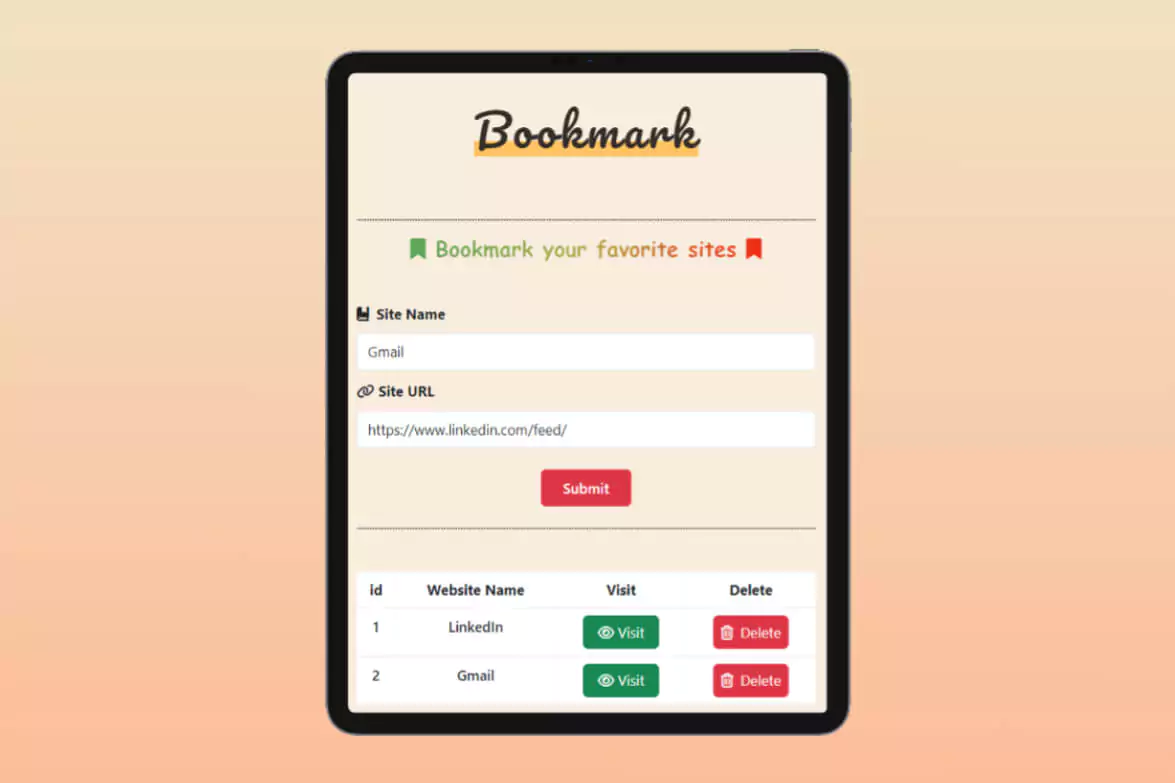 Bookmark
Bookmark your favorite sites
Site Name
Gmail
Site URL
https://www.linkedin.com/feed/
Submit
id Website Name Visit Delete
1 LinkedIn Visit Delete
2 Gmail Visit Delete